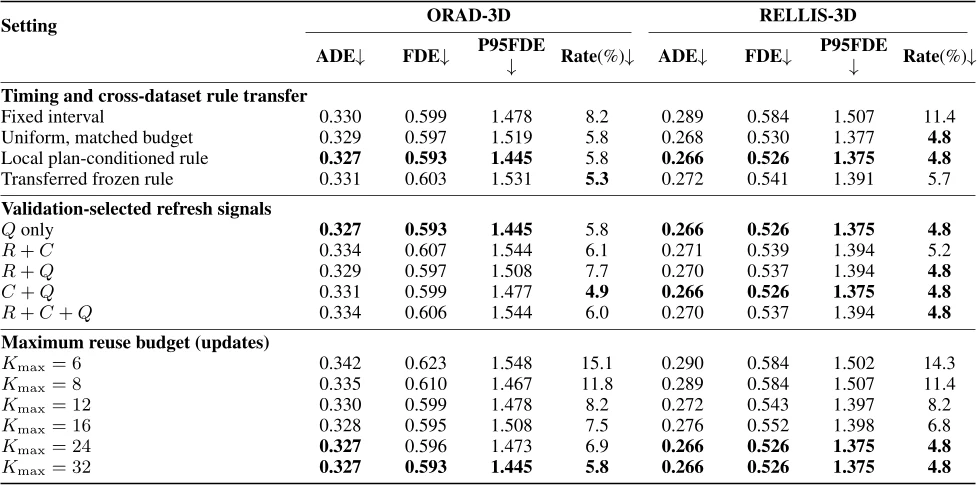 Setting ORAD-3D RELLIS-3D
ADE↓ FDE↓ P95FDE ↓ Rate(%)↓ ADE↓ FDE↓ P95FDE ↓ Rate(%)↓
Timing and cross-dataset rule transfer
Fixed interval 0.330 0.599 1.478 8.2 0.289 0.584 1.507 11.4
Uniform, matched budget 0.329 0.597 1.519 5.8 0.268 0.530 1.377 4.8
Local plan-conditioned rule 0.327 0.593 1.445 5.8 0.266 0.526 1.375 4.8
Transferred frozen rule 0.331 0.603 1.531 5.3 0.272 0.541 1.391 5.7
Validation-selected refresh signals
Q only 0.327 0.593 1.445 5.8 0.266 0.526 1.375 4.8
R + C 0.334 0.607 1.544 6.1 0.271 0.539 1.394 5.2
R + Q 0.329 0.597 1.508 7.7 0.270 0.537 1.394 4.8
C + Q 0.331 0.599 1.477 4.9 0.266 0.526 1.375 4.8
R + C + Q 0.334 0.606 1.544 6.0 0.270 0.537 1.394 4.8
Maximum reuse budget (updates)
Kmax = 6 0.342 0.623 1.548 15.1 0.290 0.584 1.502 14.3
Kmax = 8 0.335 0.610 1.467 11.8 0.289 0.584 1.507 11.4
Kmax = 12 0.330 0.599 1.478 8.2 0.272 0.543 1.397 8.2
Kmax = 16 0.328 0.595 1.508 7.5 0.276 0.552 1.398 6.8
Kmax = 24 0.327 0.596 1.473 6.9 0.266 0.526 1.375 4.8
Kmax = 32 0.327 0.593 1.445 5.8 0.266 0.526 1.375 4.8